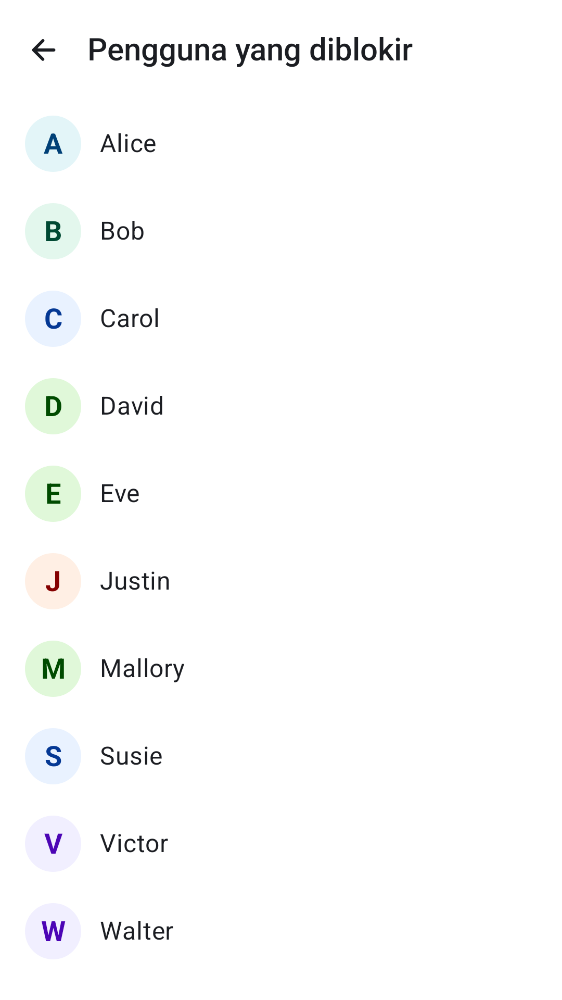 Pengguna yang diblokir
A Alice
B Bob
C Carol
D David
E Eve
J Justin
M Mallory
S Susie
V Victor
W Walter